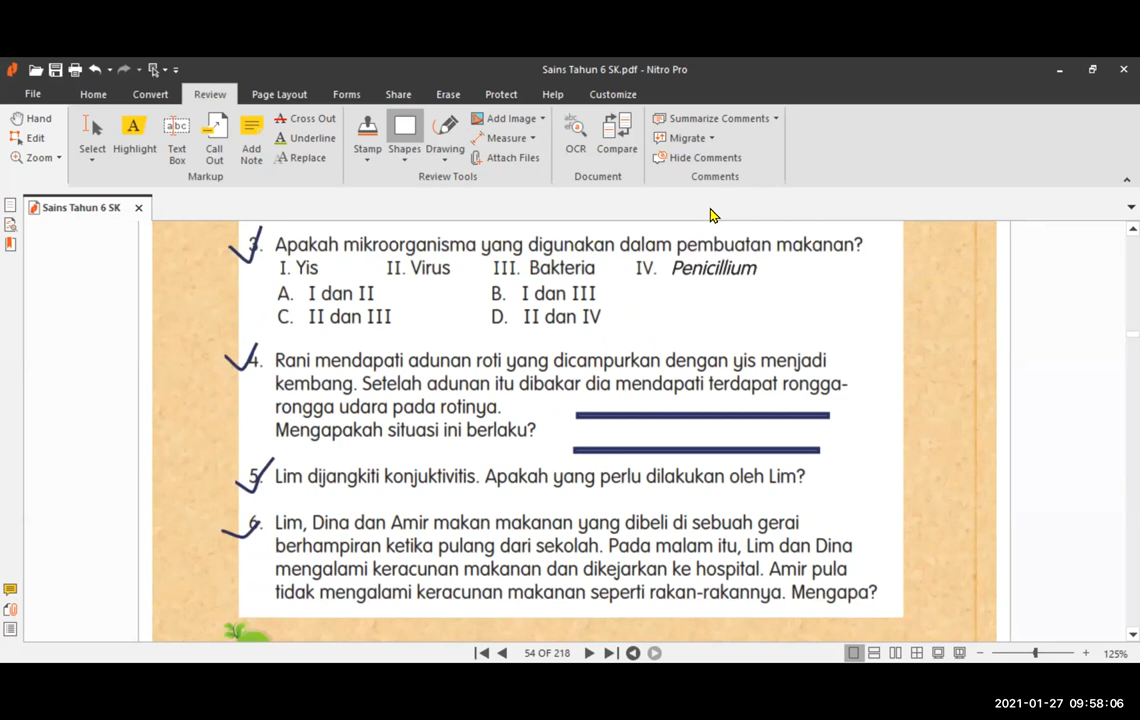 Sains Tahun 6 SK.pdf - Nitro Pro
File Home Convert Review Page Layout Forms Share Erase Protect Help Customize
Hand
Edit
Zoom
Select
Highlight
Text Box
Call Out
Add Note
Cross Out
Underline
Replace
Markup
Stamp
Shapes
Drawing
Add Image
Measure
Attach Files
Review Tools
OCR
Compare
Document
Summarize Comments
Migrate
Hide Comments
Comments
Sains Tahun 6 SK
3. Apakah mikroorganisma yang digunakan dalam pembuatan makanan?
I. Yis II. Virus III. Bakteria IV. Penicillium
A. I dan II B. I dan III
C. II dan III D. II dan IV
4. Rani mendapati adunan roti yang dicampurkan dengan yis menjadi
kembang. Setelah adunan itu dibakar dia mendapati terdapat rongga-
rongga udara pada rotinya.
Mengapakah situasi ini berlaku?
5. Lim dijangkiti konjuktivitis. Apakah yang perlu dilakukan oleh Lim?
6. Lim, Dina dan Amir makan makanan yang dibeli di sebuah gerai
berhampiran ketika pulang dari sekolah. Pada malam itu, Lim dan Dina
mengalami keracunan makanan dan dikejarkan ke hospital. Amir pula
tidak mengalami keracunan makanan seperti rakan-rakannya. Mengapa?
54 OF 218
125%
2021-01-27 09:58:06